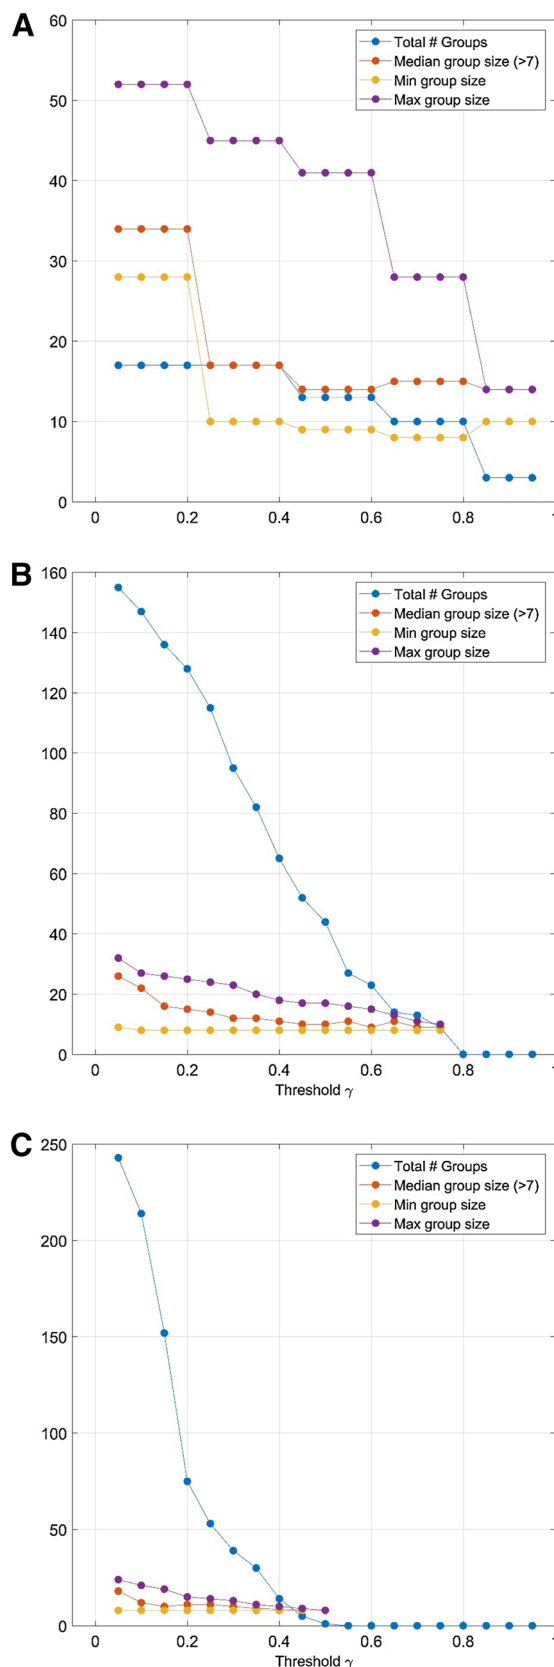 A
60
50
40
30
20
10
0
Total # Groups
Median group size (>7)
Min group size
Max group size
0 0.2 0.4 0.6 0.8 1
B
160
140
120
100
80
60
40
20
0
Total # Groups
Median group size (>7)
Min group size
Max group size
0 0.2 0.4 0.6 0.8 1
Threshold γ
C
250
200
150
100
50
0
Total # Groups
Median group size (>7)
Min group size
Max group size
0 0.2 0.4 0.6 0.8 1
Threshold γ